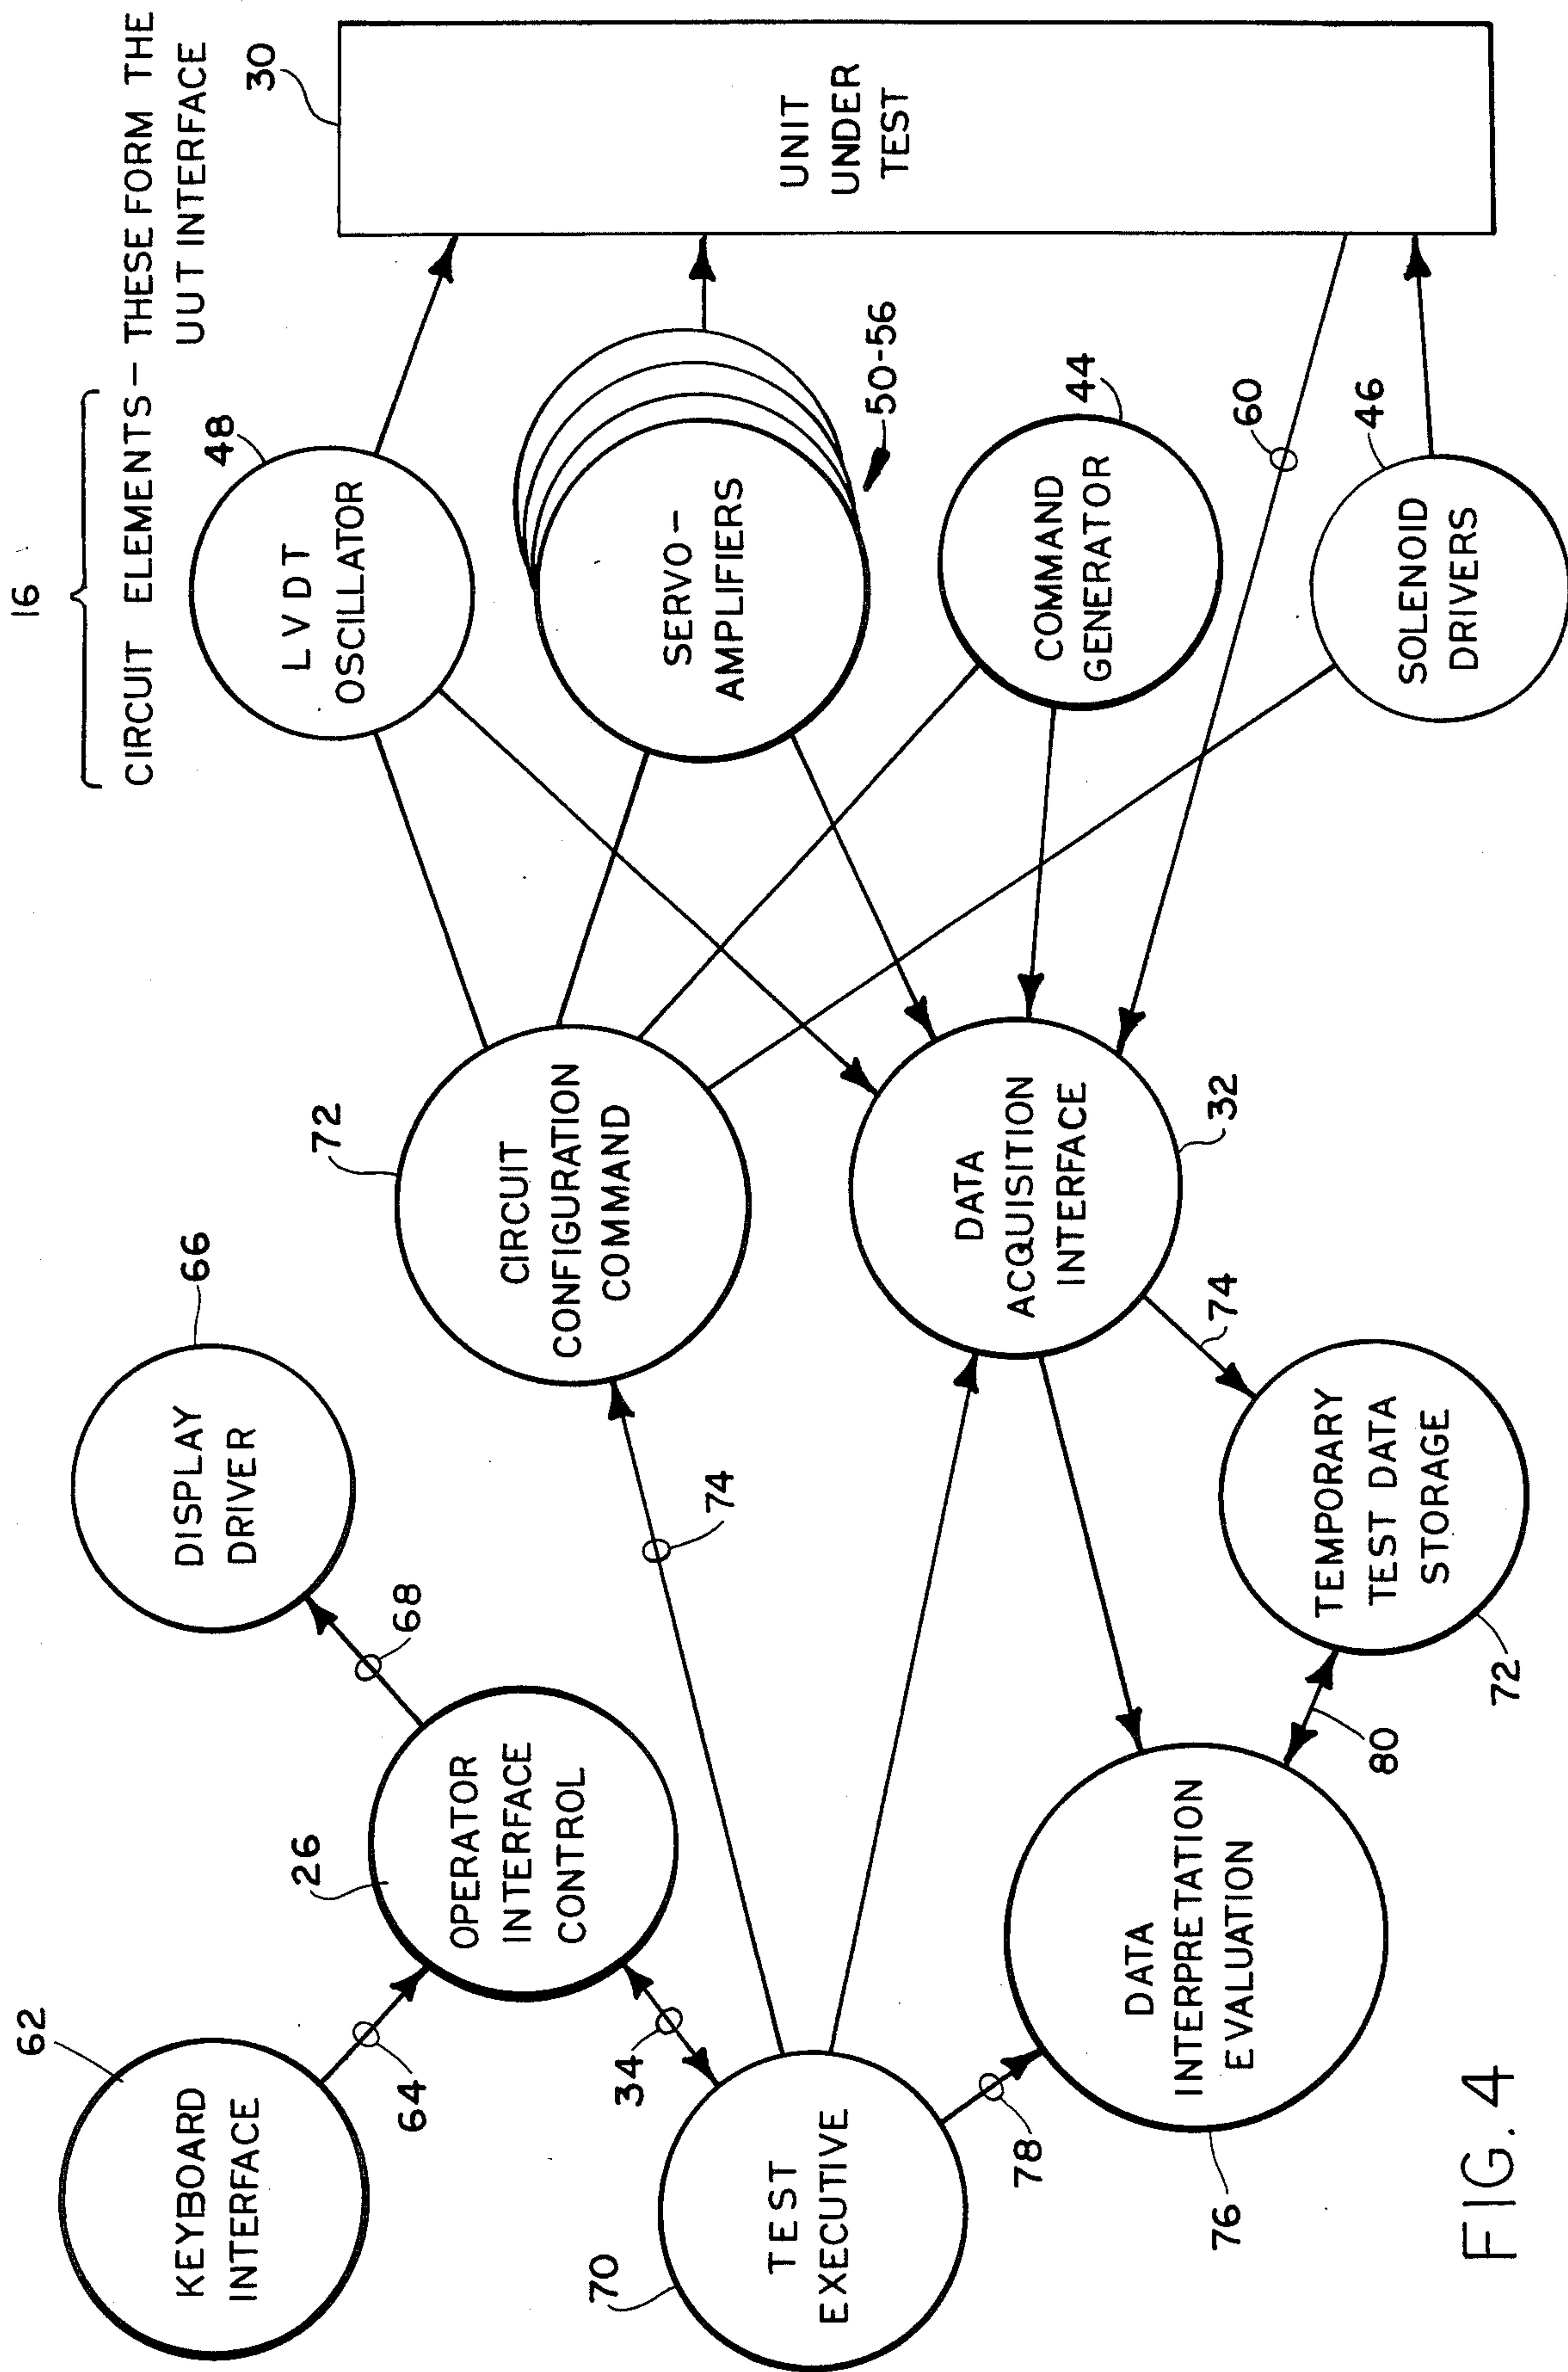 16
CIRCUIT ELEMENTS - THESE FORM THE
UUT INTERFACE
62
KEYBOARD
INTERFACE
64
66
DISPLAY
DRIVER
68
26
OPERATOR
INTERFACE
CONTROL
34
70
TEST
EXECUTIVE
74
72
CIRCUIT
CONFIGURATION
COMMAND
48
LVDT
OSCILLATOR
SERVO-
AMPLIFIERS
50-56
COMMAND
GENERATOR
44
60
46
SOLENOID
DRIVERS
30
UNIT
UNDER
TEST
DATA
ACQUISITION
INTERFACE
32
74
TEMPORARY
TEST DATA
STORAGE
72
80
78
DATA
INTERPRETATION
EVALUATION
76
FIG. 4